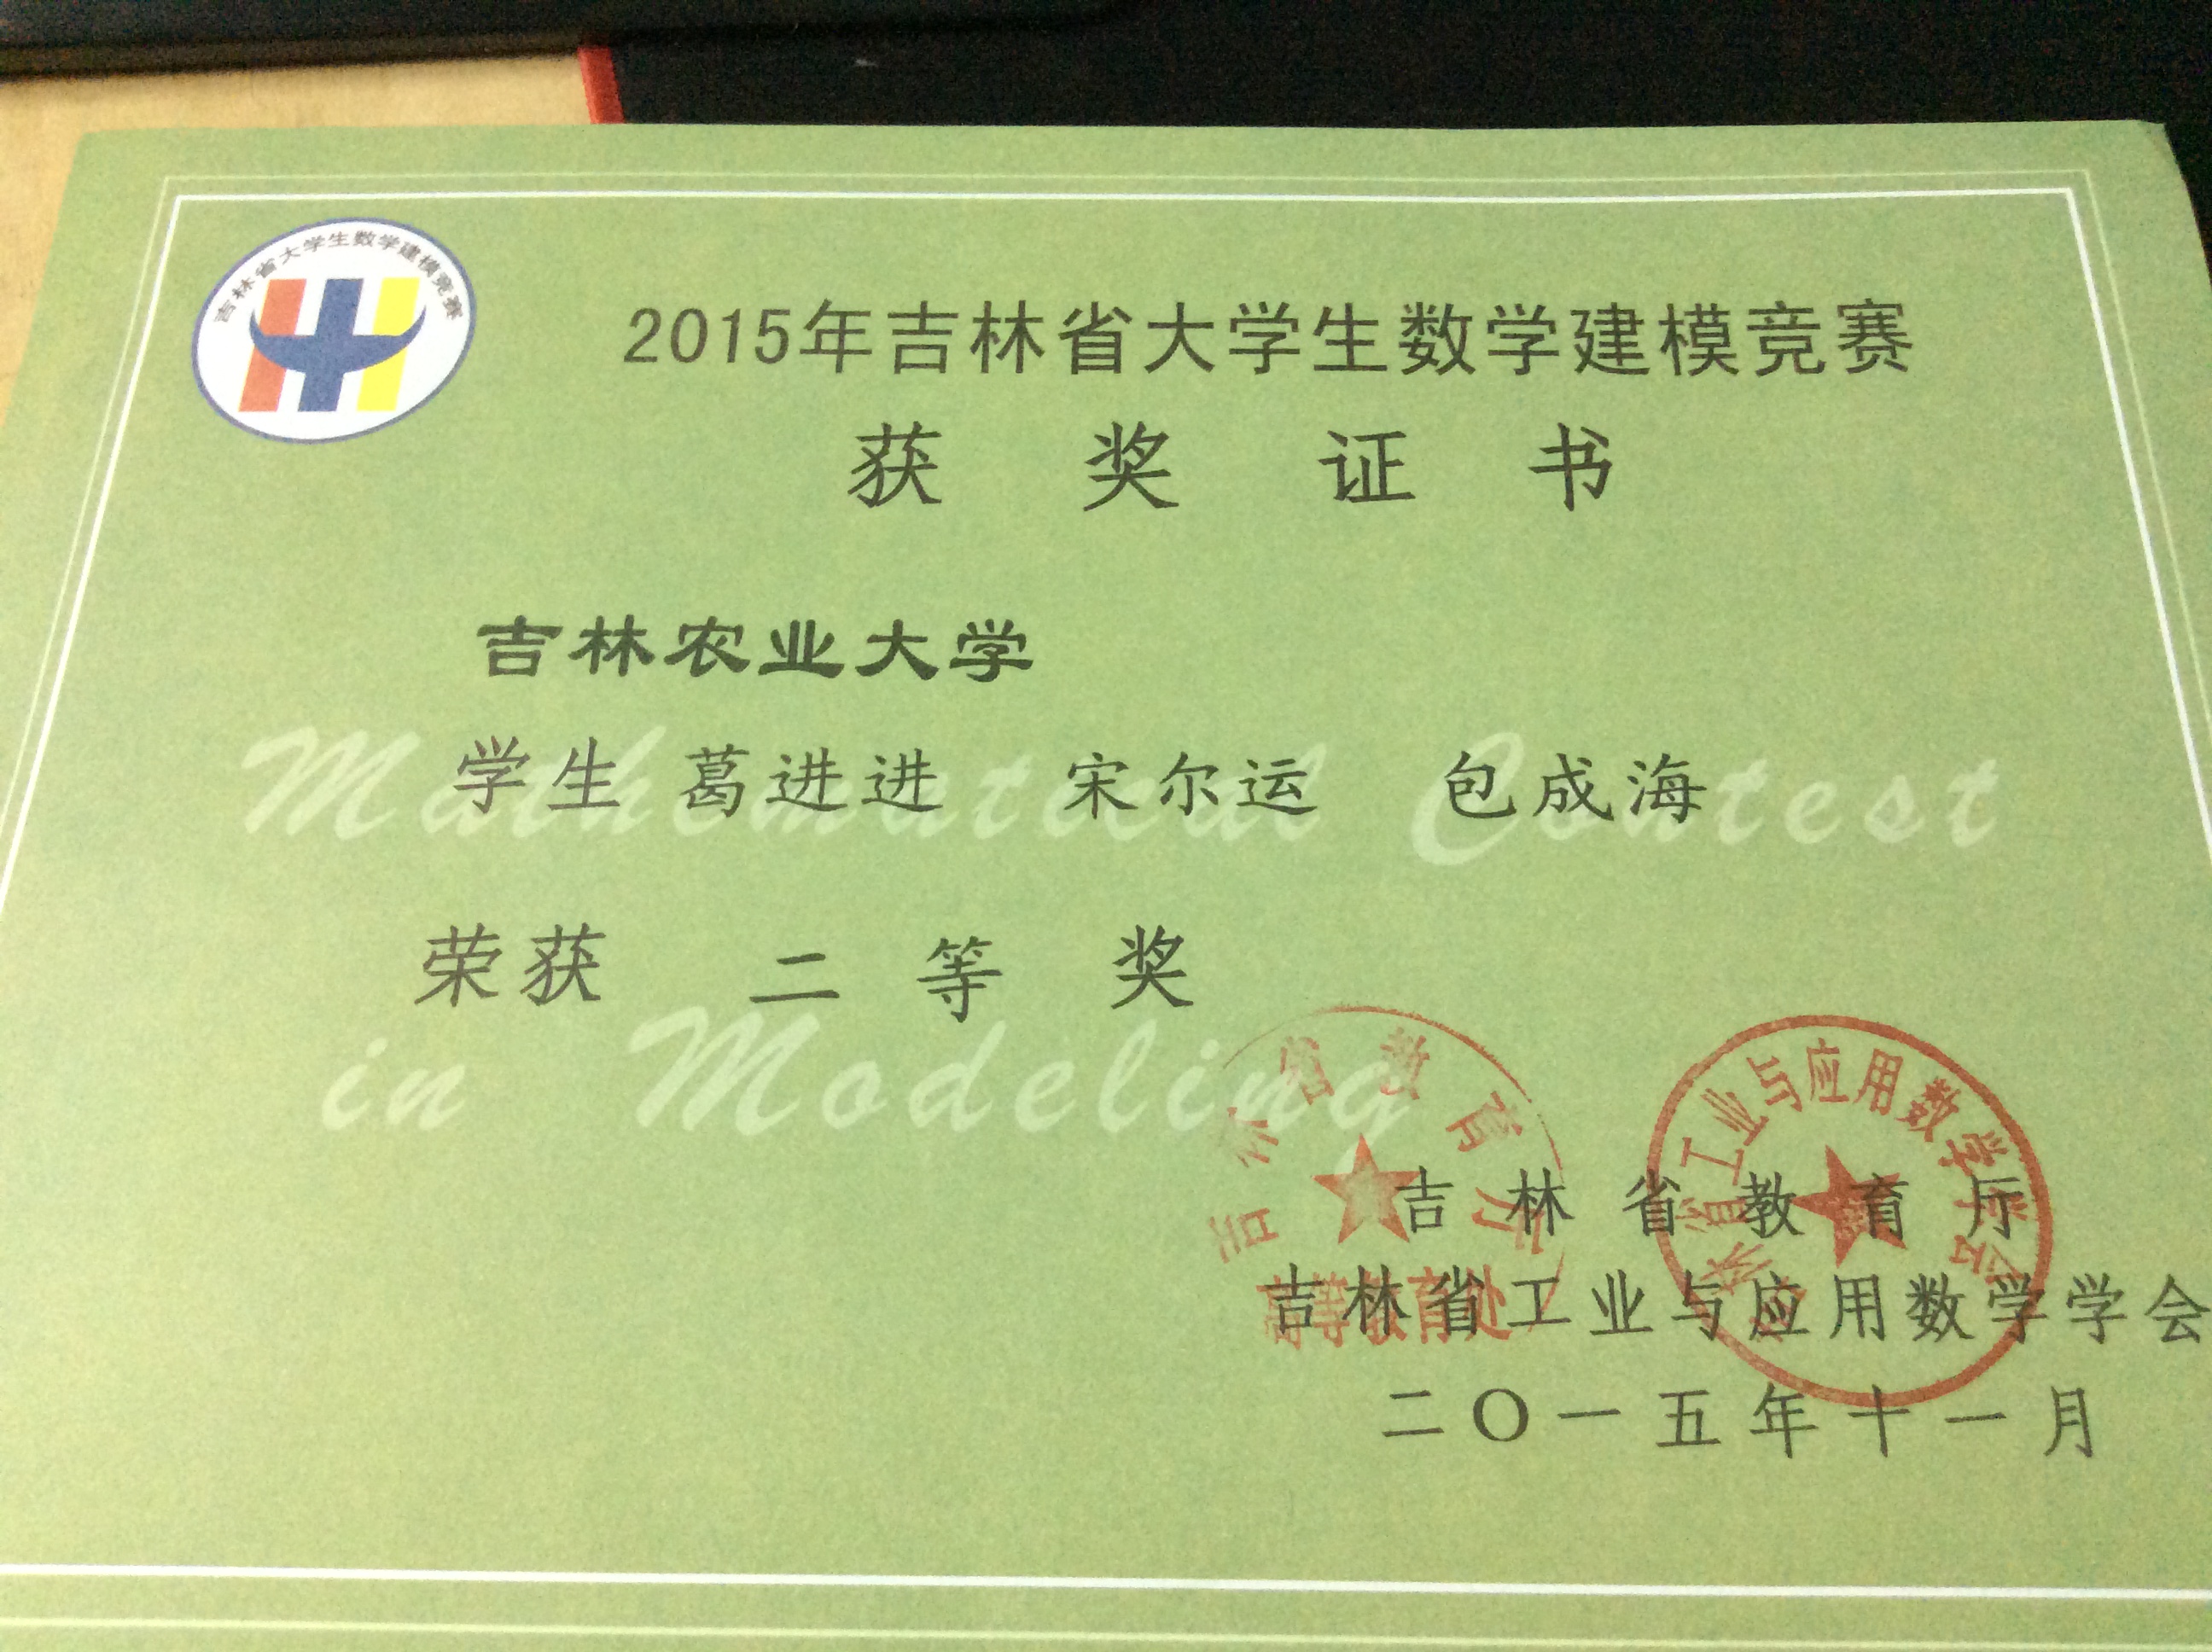 吉林省大学生数学建模竞赛
2015年吉林省大学生数学建模竞赛
获 奖 证 书
吉林农业大学
学生 葛进进 宋尔运 包成海
Mathematical Contest
荣获 二 等 奖
in Modeling
吉林省教育厅
高等教育处
林省工业与应用数学学会
吉 林 省 教 育 厅
吉林省工业与应用数学学会
二〇一五年十一月